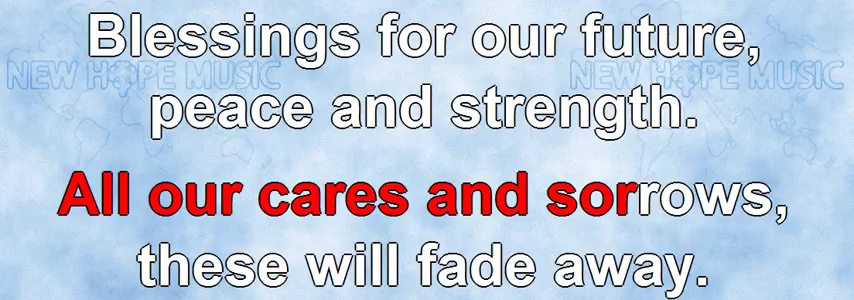 Blessings for our future,
NEW HOPE MUSIC NEW HOPE MUSIC
peace and strength.
All our cares and sorrows,
these will fade away.